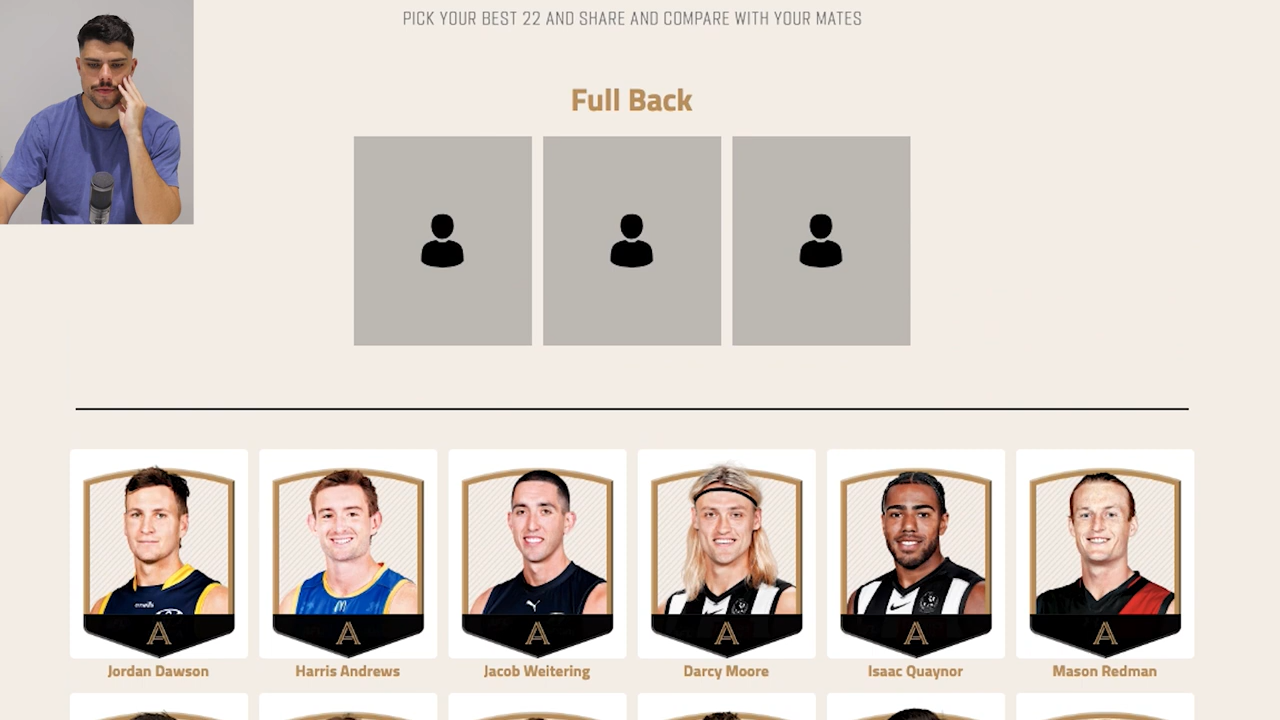 PICK YOUR BEST 22 AND SHARE AND COMPARE WITH YOUR MATES
Full Back
Jordan Dawson
Harris Andrews
Jacob Weitering
Darcy Moore
Isaac Quaynor
Mason Redman